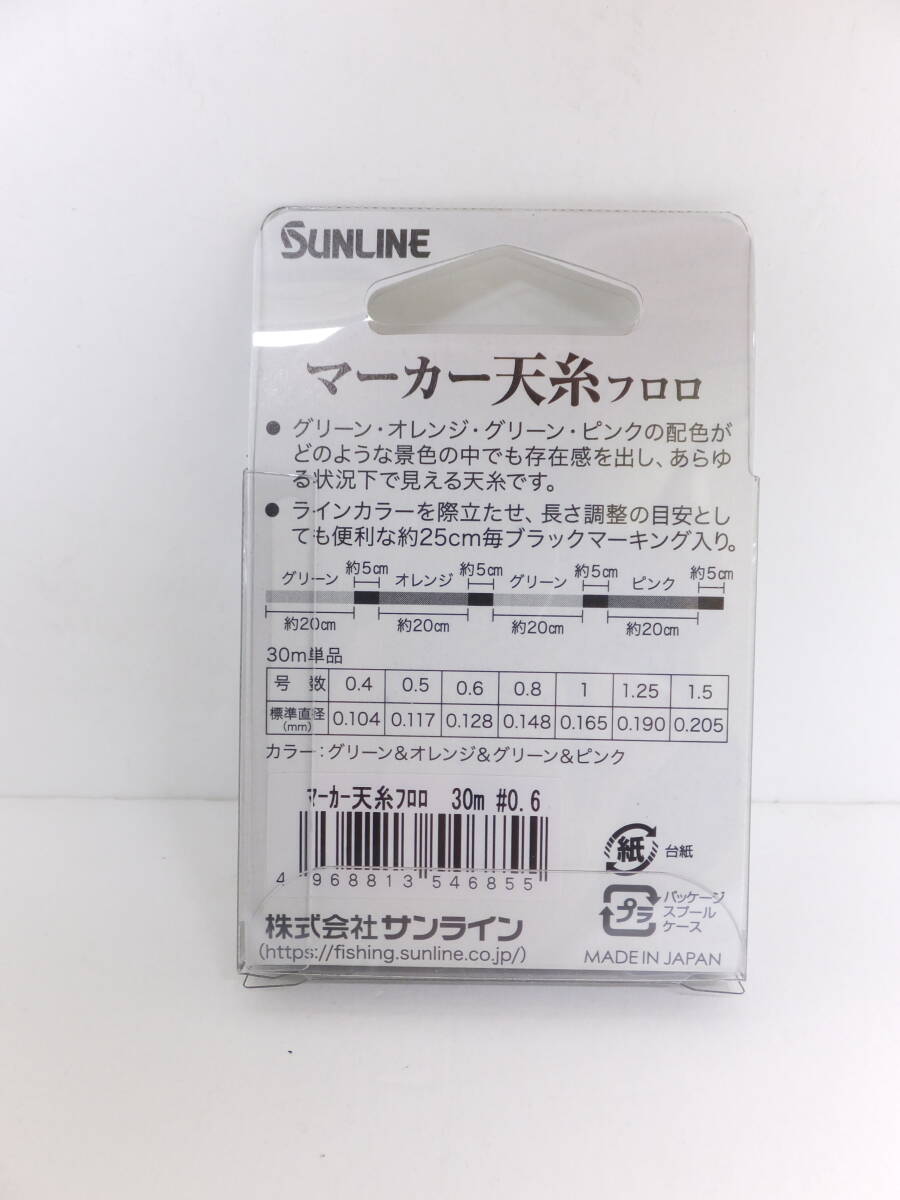 SUNLINE
マーカー天糸フロロ
● グリーン・オレンジ・グリーン・ピンクの配色が
どのような景色の中でも存在感を出し、あらゆ
る状況下で見える天糸です。
● ラインカラーを際立たせ、長さ調整の目安とし
ても便利な約25cm毎ブラックマーキング入り。
グリーン 約5㎝ オレンジ 約5㎝ グリーン 約5㎝ ピンク 約5㎝
約20㎝ 約20㎝ 約20㎝ 約20㎝
30m単品
号数 0.4 0.5 0.6 0.8 1 1.25 1.5
標準直径(mm) 0.104 0.117 0.128 0.148 0.165 0.190 0.205
カラー:グリーン&オレンジ&グリーン&ピンク
マーカー天糸フロロ 30m #0.6
4 968813 546855
紙 台紙
プラ パッケージ
スプール
ケース
株式会社サンライン
(https://fishing.sunline.co.jp/)
MADE IN JAPAN